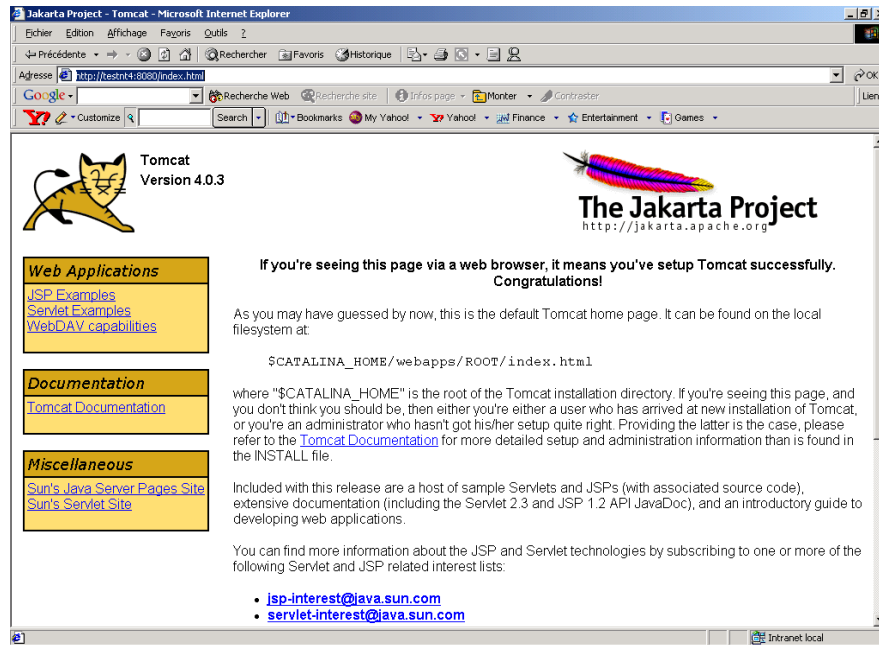 Jakarta Project - Tomcat - Microsoft Internet Explorer
Fichier Edition Affichage Favoris Outils ?
Précédente Rechercher Favoris Historique
Adresse http://testnt4:8080/index.html OK
Google Recherche Web Recherche site Infos page Monter Contraster Lien
Y! Customize Search Bookmarks My Yahoo! Yahoo! Finance Entertainment Games
Tomcat
Version 4.0.3
The Jakarta Project
http://jakarta.apache.org
Web Applications
JSP Examples
Servlet Examples
WebDAV capabilities
Documentation
Tomcat Documentation
Miscellaneous
Sun's Java Server Pages Site
Sun's Servlet Site
If you're seeing this page via a web browser, it means you've setup Tomcat successfully.
Congratulations!
As you may have guessed by now, this is the default Tomcat home page. It can be found on the local
filesystem at:
$CATALINA_HOME/webapps/ROOT/index.html
where "$CATALINA_HOME" is the root of the Tomcat installation directory. If you're seeing this page, and
you don't think you should be, then either you're either a user who has arrived at new installation of Tomcat,
or you're an administrator who hasn't got his/her setup quite right. Providing the latter is the case, please
refer to the Tomcat Documentation for more detailed setup and administration information than is found in
the INSTALL file.
Included with this release are a host of sample Servlets and JSPs (with associated source code),
extensive documentation (including the Servlet 2.3 and JSP 1.2 API JavaDoc), and an introductory guide to
developing web applications.
You can find more information about the JSP and Servlet technologies by subscribing to one or more of the
following Servlet and JSP related interest lists:
jsp-interest@java.sun.com
servlet-interest@java.sun.com
Intranet local